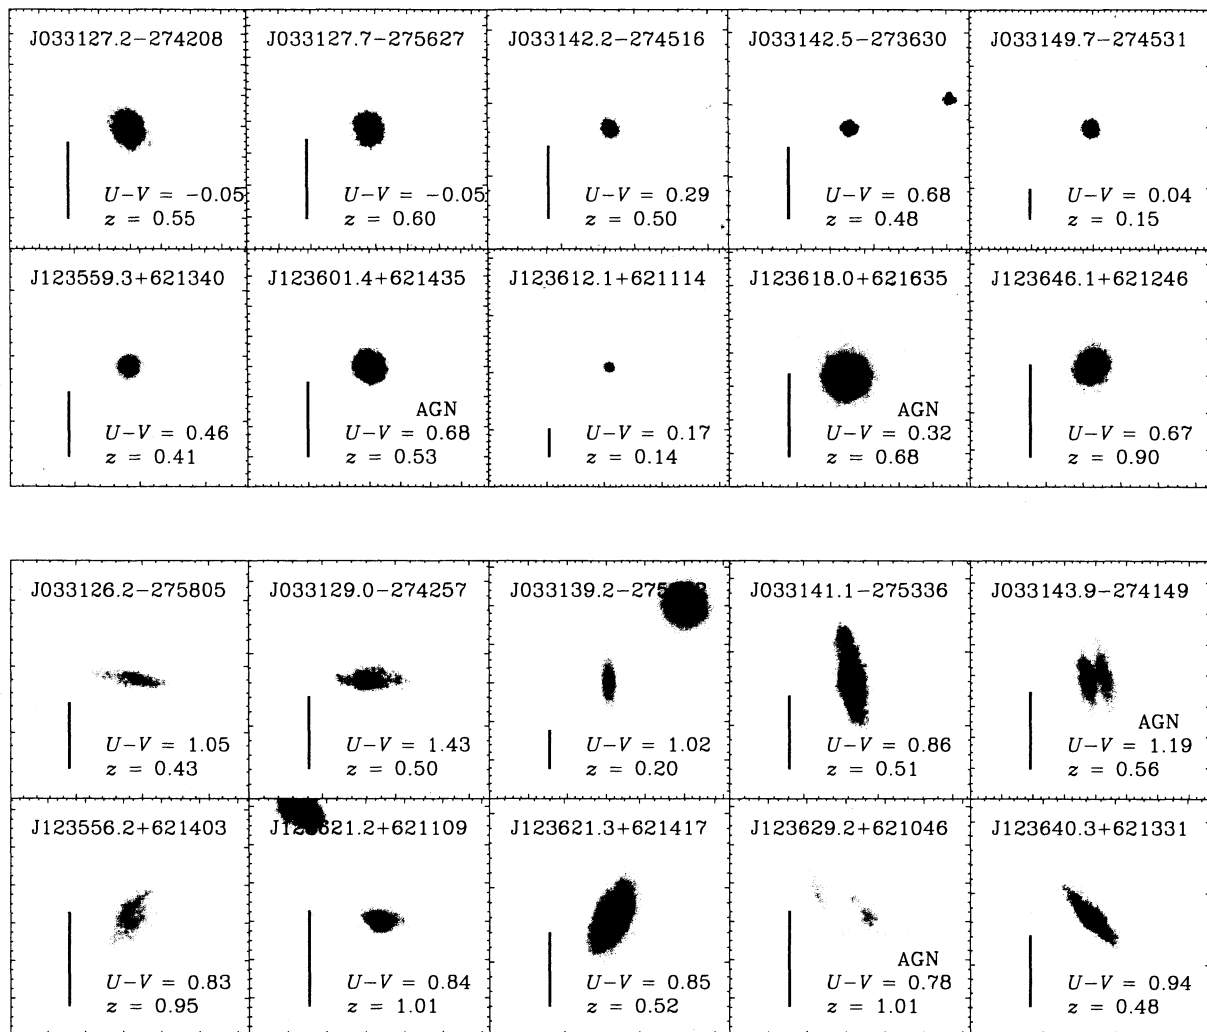 J033127.2−274208
J033127.7−275627
J033142.2−274516
J033142.5−273630
J033149.7−274531
U−V = −0.05
z = 0.55
U−V = −0.05
z = 0.60
U−V = 0.29
z = 0.50
U−V = 0.68
z = 0.48
U−V = 0.04
z = 0.15
J123559.3+621340
J123601.4+621435
J123612.1+621114
J123618.0+621635
J123646.1+621246
U−V = 0.46
z = 0.41
AGN
U−V = 0.68
z = 0.53
U−V = 0.17
z = 0.14
AGN
U−V = 0.32
z = 0.68
U−V = 0.67
z = 0.90
J033126.2−275805
J033129.0−274257
J033141.1−275336
J033143.9−274149
U−V = 1.05
z = 0.43
U−V = 1.43
z = 0.50
U−V = 1.02
z = 0.20
U−V = 0.86
z = 0.51
AGN
U−V = 1.19
z = 0.56
J123556.2+621403
J123621.3+621417
J123629.2+621046
J123640.3+621331
U−V = 0.83
z = 0.95
U−V = 0.84
z = 1.01
U−V = 0.85
z = 0.52
AGN
U−V = 0.78
z = 1.01
U−V = 0.94
z = 0.48